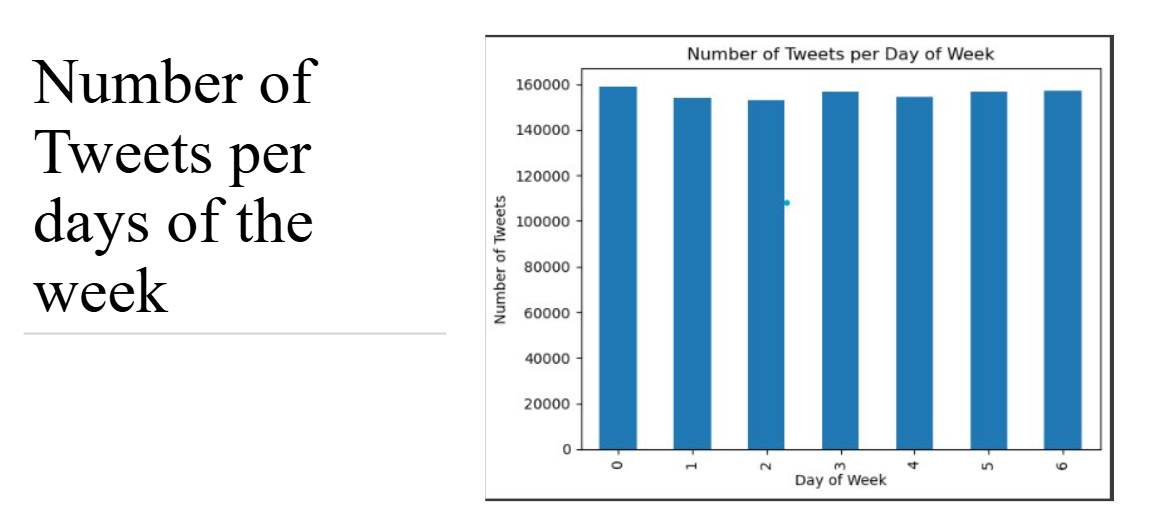 Number of
Tweets per
days of the
week
Number of Tweets per Day of Week
Number of Tweets
160000
140000
120000
100000
80000
60000
40000
20000
0
0 1 2 3 4 5 6
Day of Week